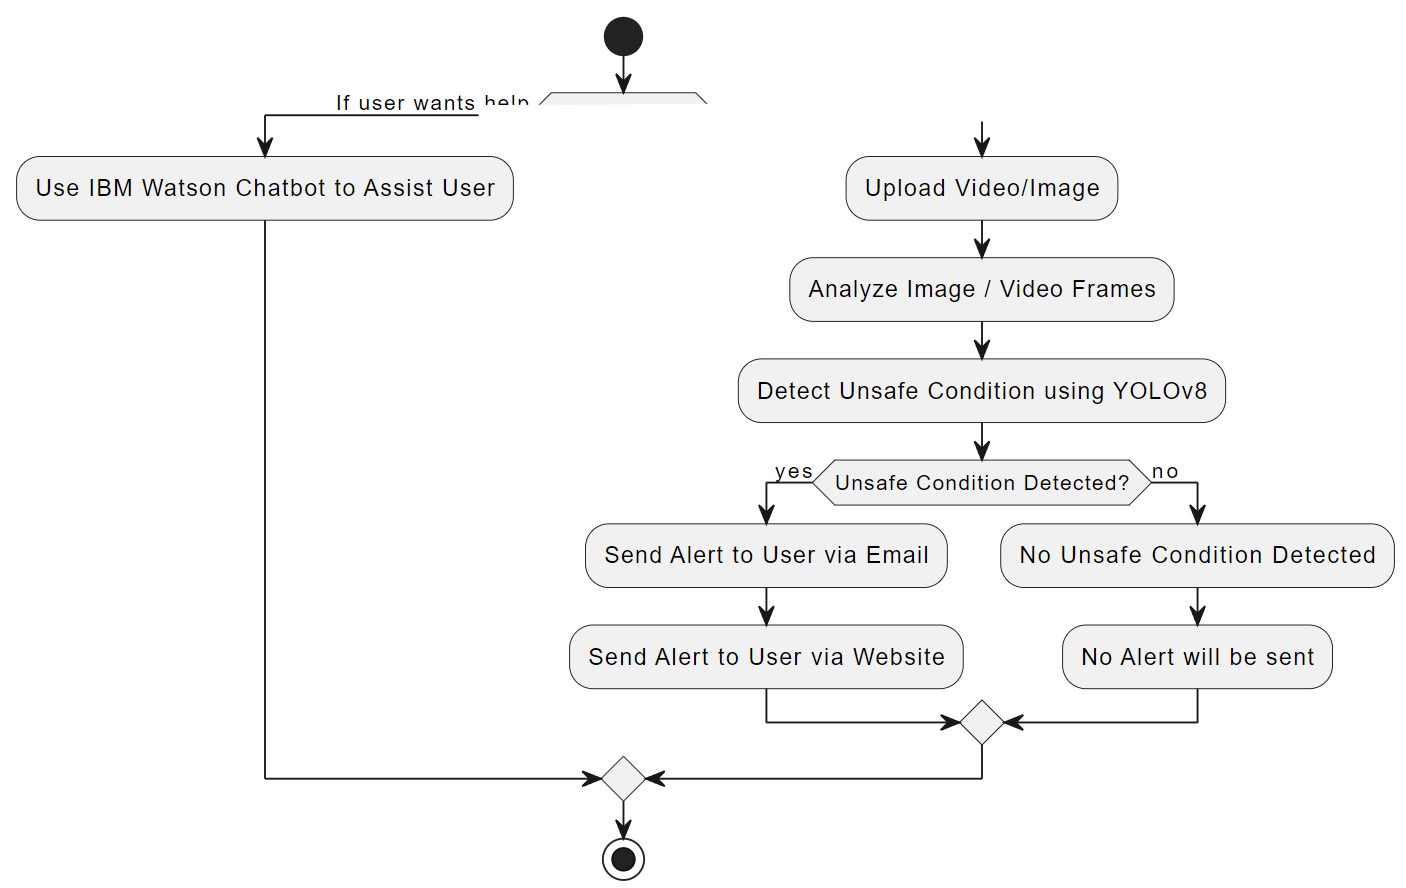 If user wants help
Use IBM Watson Chatbot to Assist User
Upload Video/Image
Analyze Image / Video Frames
Detect Unsafe Condition using YOLOv8
yes
Unsafe Condition Detected?
no
Send Alert to User via Email
No Unsafe Condition Detected
Send Alert to User via Website
No Alert will be sent